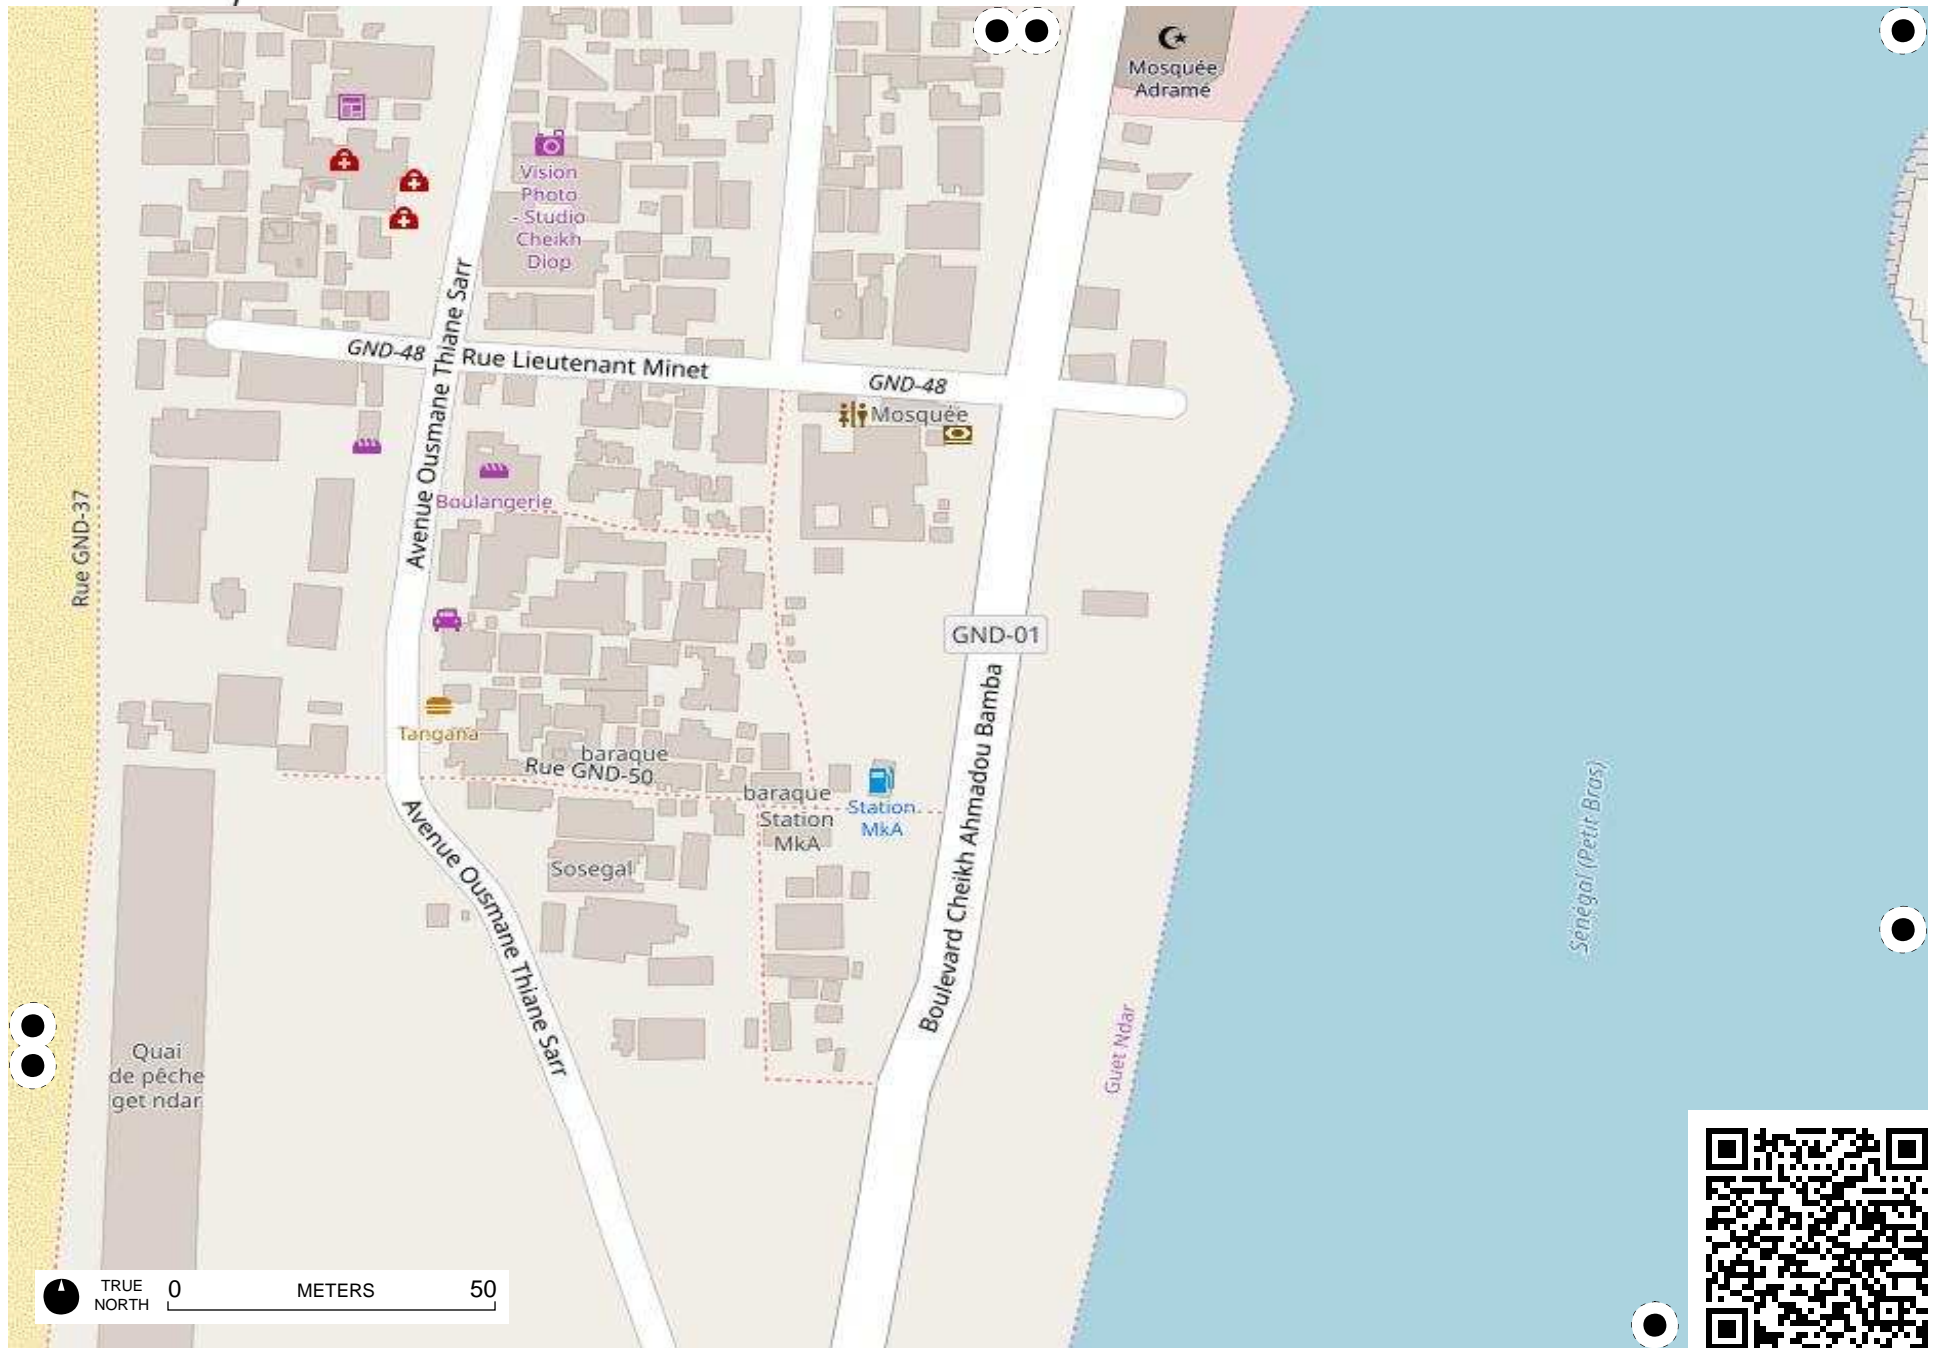 Mosquée
Adramé
Vision
Photo
- Studio
Cheikh
Diop
Avenue Ousmane Thiane Sarr
GND-48
Rue Lieutenant Minet
GND-48
Mosquée
Boulangerie
Rue GND-37
GND-01
Tangana
baraque
Rue GND-50
baraque
Station
MkA
Station
MkA
Boulevard Cheikh Ahmadou Bamba
Sénégal (Petit Bras)
Avenue Ousmane Thiane Sarr
Sosegal
Quai
de pêche
get ndar
Guet Ndar
TRUE
NORTH
0 METERS 50